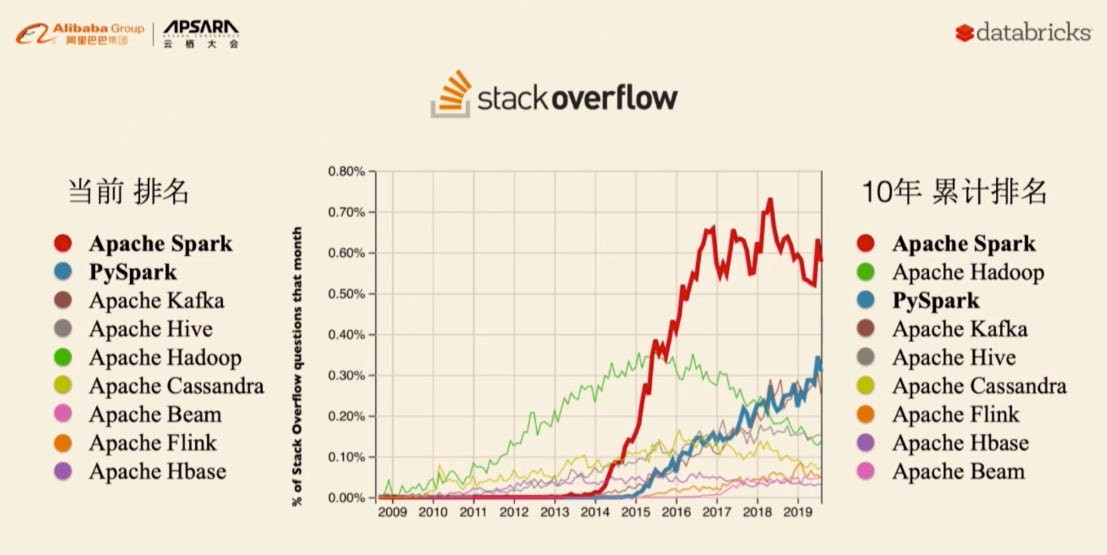 Alibaba Group
阿里巴巴集团
APSARA
云栖大会
databricks
stackoverflow
当前 排名
Apache Spark
PySpark
Apache Kafka
Apache Hive
Apache Hadoop
Apache Cassandra
Apache Beam
Apache Flink
Apache Hbase
% of Stack Overflow questions that month
0.80%
0.70%
0.60%
0.50%
0.40%
0.30%
0.20%
0.10%
0.00%
2009 2010 2011 2012 2013 2014 2015 2016 2017 2018 2019
10年 累计排名
Apache Spark
Apache Hadoop
PySpark
Apache Kafka
Apache Hive
Apache Cassandra
Apache Flink
Apache Hbase
Apache Beam